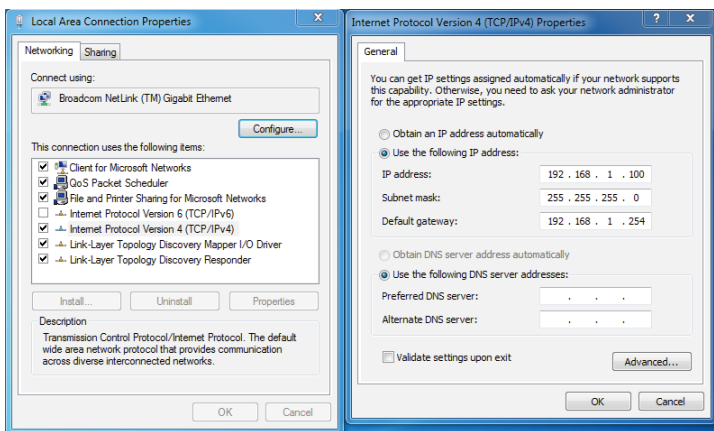 Local Area Connection Properties
Networking
Sharing
Connect using:
Broadcom NetLink (TM) Gigabit Ethernet
Configure...
This connection uses the following items:
Client for Microsoft Networks
QoS Packet Scheduler
File and Printer Sharing for Microsoft Networks
Internet Protocol Version 6 (TCP/IPv6)
Internet Protocol Version 4 (TCP/IPv4)
Link-Layer Topology Discovery Mapper I/O Driver
Link-Layer Topology Discovery Responder
Install...
Uninstall
Properties
Description
Transmission Control Protocol/Internet Protocol. The default
wide area network protocol that provides communication
across diverse interconnected networks.
OK
Cancel
Internet Protocol Version 4 (TCP/IPv4) Properties
General
You can get IP settings assigned automatically if your network supports
this capability. Otherwise, you need to ask your network administrator
for the appropriate IP settings.
Obtain an IP address automatically
Use the following IP address:
IP address: 192 . 168 . 1 . 100
Subnet mask: 255 . 255 . 255 . 0
Default gateway: 192 . 168 . 1 . 254
Obtain DNS server address automatically
Use the following DNS server addresses:
Preferred DNS server: . . .
Alternate DNS server: . . .
Validate settings upon exit
Advanced...
OK
Cancel